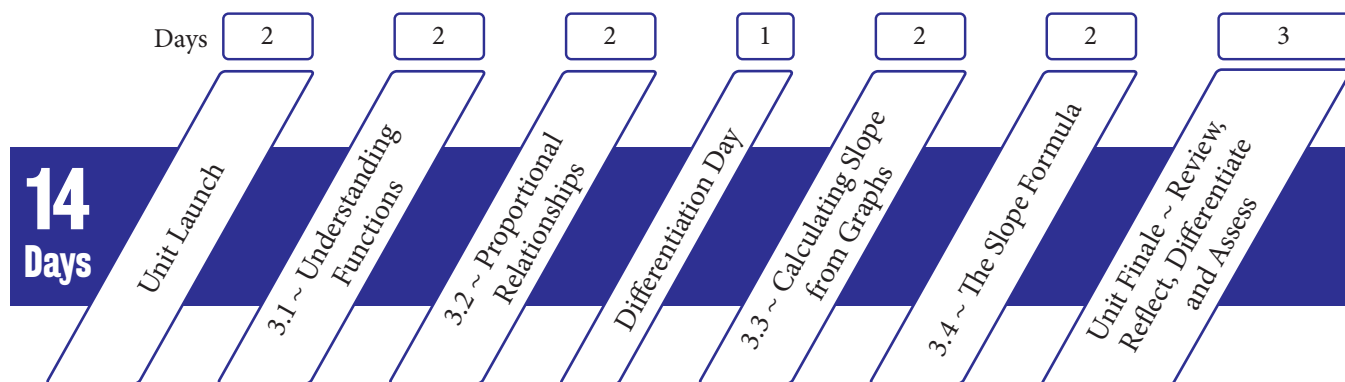 Days 2 2 2 1 2 2 3
14
Days
Unit Launch
3.1 ~ Understanding
Functions
3.2 ~ Proportional
Relationships
Differentiation Day
3.3 ~ Calculating Slope
from Graphs
3.4 ~ The Slope Formula
Unit Finale ~ Review,
Reflect, Differentiate
and Assess